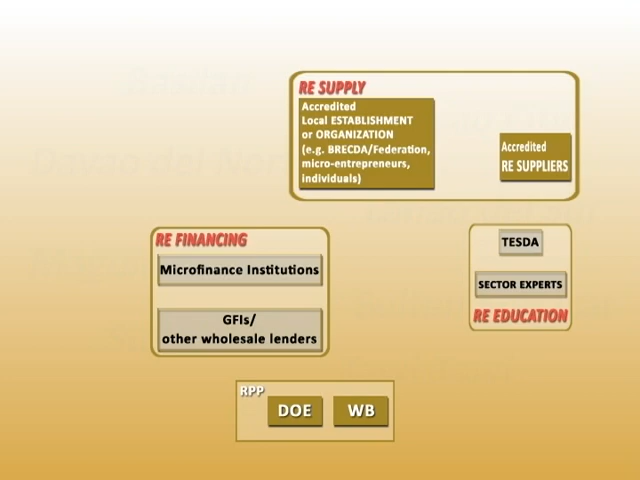 RE SUPPLY
Accredited
Local ESTABLISHMENT
or ORGANIZATION
(e.g. BRECDA/Federation,
micro-entrepreneurs,
individuals)
Accredited
RE SUPPLIERS
RE FINANCING
Microfinance Institutions
GFIs/
other wholesale lenders
TESDA
SECTOR EXPERTS
RE EDUCATION
RPP
DOE
WB